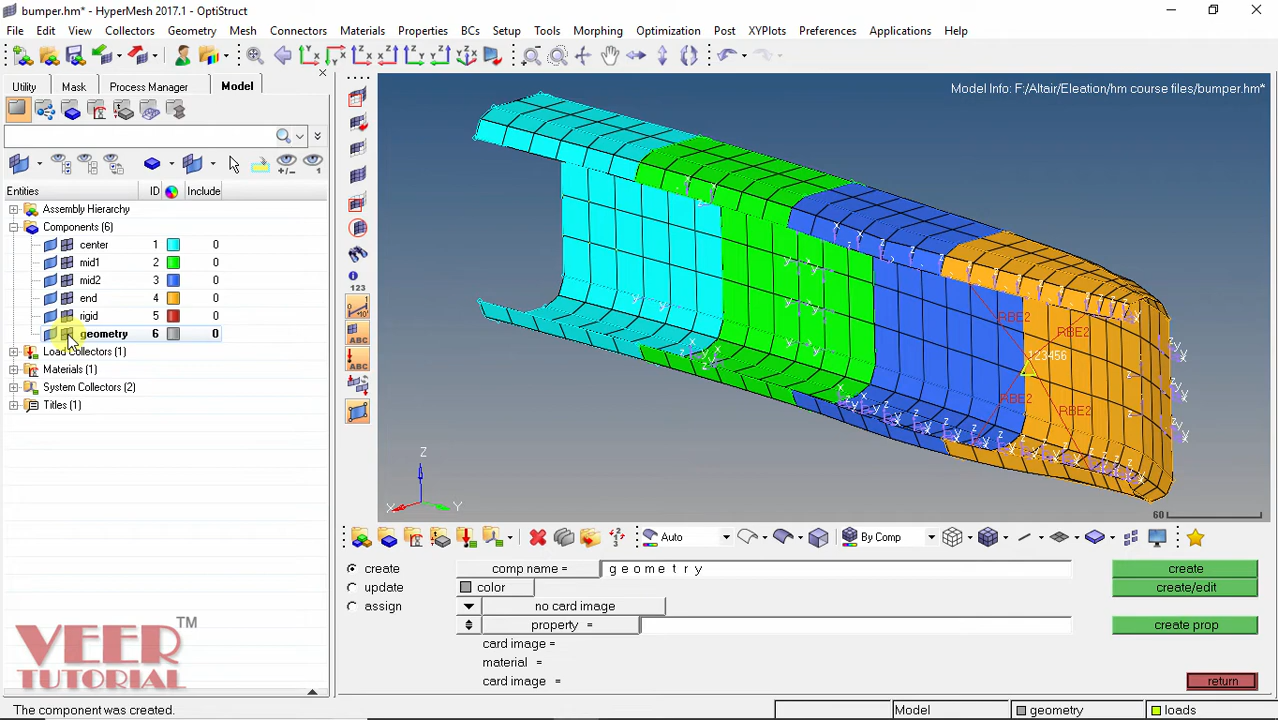 bumper.hm* - HyperMesh 2017.1 - OptiStruct
File Edit View Collectors Geometry Mesh Connectors Materials Properties BCs Setup Tools Morphing Optimization Post XYPlots Preferences Applications Help
Utility Mask Process Manager Model
Model Info: F:/Altair/Eleation/hm course files/bumper.hm*
Entities ID Include
Assembly Hierarchy
Components (6)
center 1 0
mid1 2 0
mid2 3 0
end 4 0
rigid 5 0
geometry 6 0
Load Collectors (1)
Materials (1)
System Collectors (2)
Titles (1)
123
ABC
ABC
RBE2
RBE2
123456
RBE2
RBE2
Z
X Y
60
Auto By Comp
create comp name = geometry create
update color create/edit
assign no card image
property = create prop
card image =
material =
card image =
return
VEER TM
TUTORIAL
The component was created. Model geometry loads